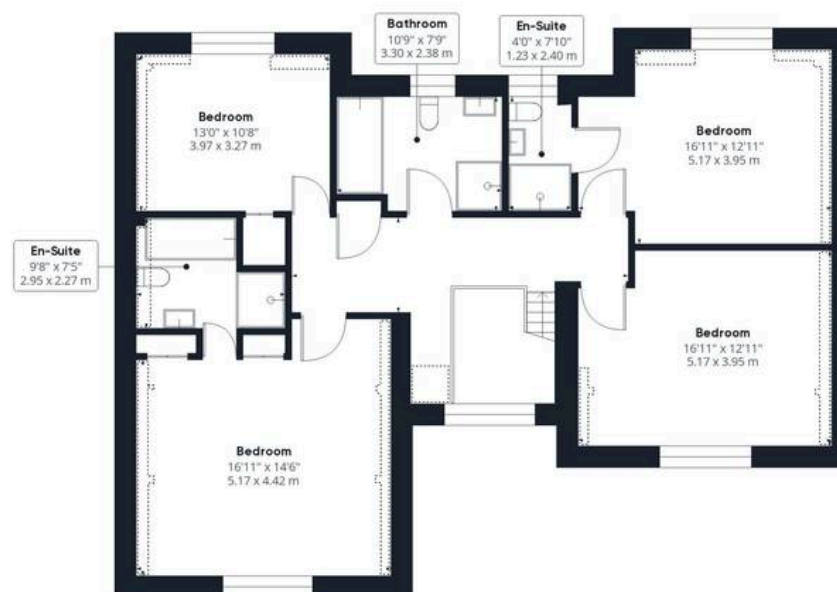 Bathroom
10'9" x 7'9"
3.30 x 2.38 m
En-Suite
4'0" x 7'10"
1.23 x 2.40 m
Bedroom
13'0" x 10'8"
3.97 x 3.27 m
Bedroom
16'11" x 12'11"
5.17 x 3.95 m
En-Suite
9'8" x 7'5"
2.95 x 2.27 m
Bedroom
16'11" x 12'11"
5.17 x 3.95 m
Bedroom
16'11" x 14'6"
5.17 x 4.42 m